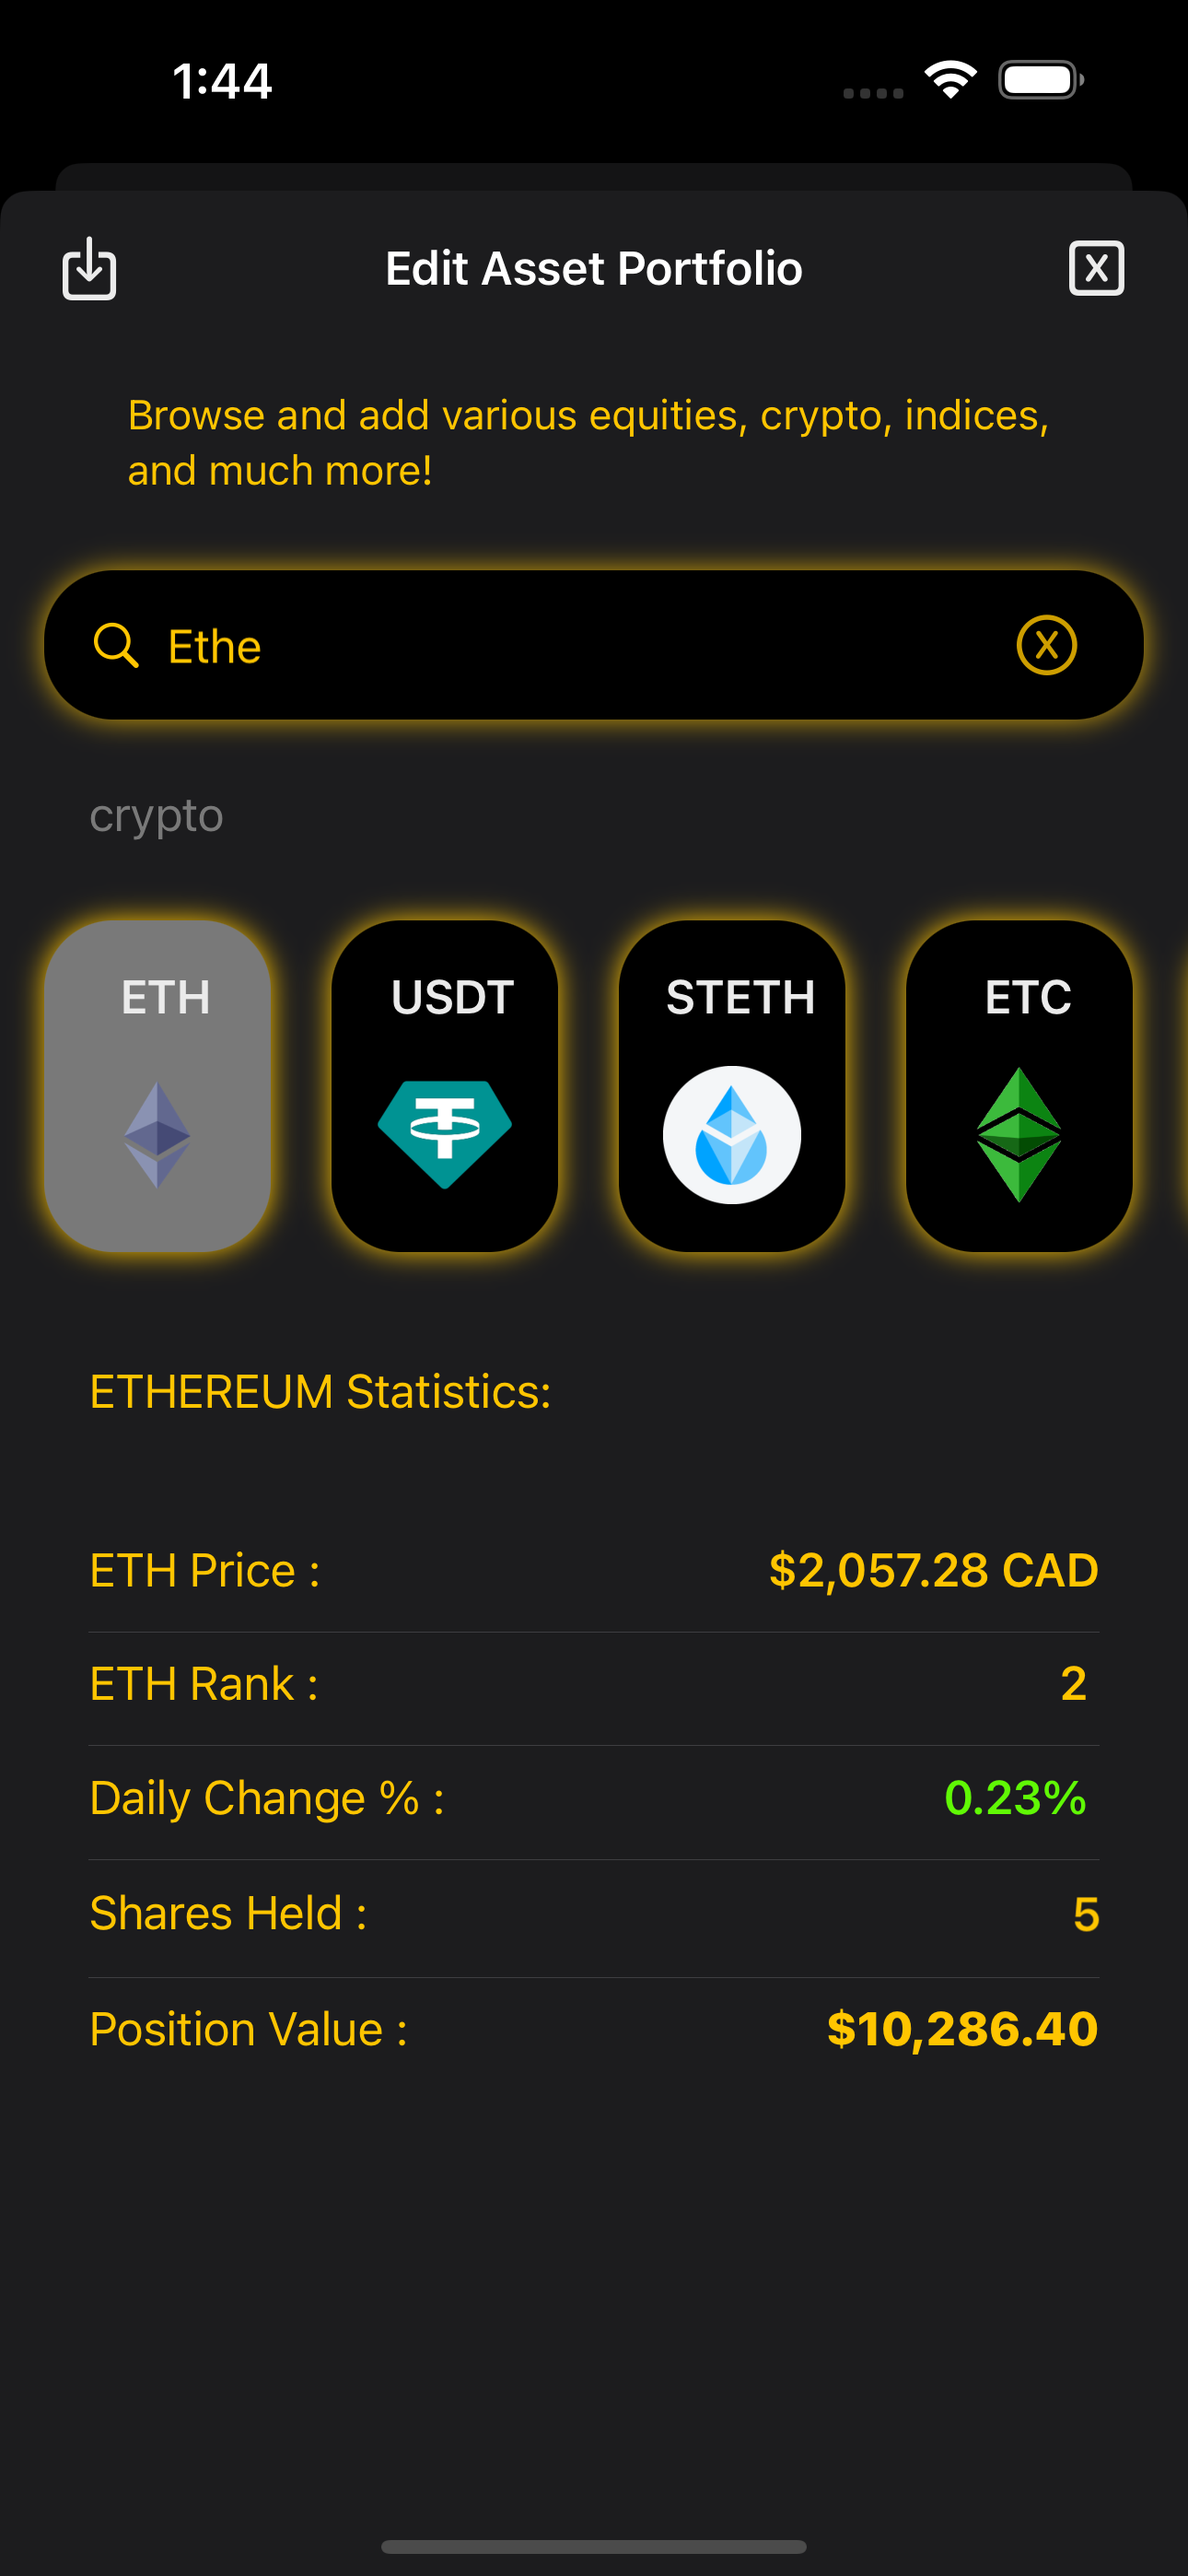 1:44
Edit Asset Portfolio
Browse and add various equities, crypto, indices,
and much more!
Ethe
crypto
ETH USDT STETH ETC
ETHEREUM Statistics:
ETH Price : $2,057.28 CAD
ETH Rank : 2
Daily Change % : 0.23%
Shares Held : 5
Position Value : $10,286.40